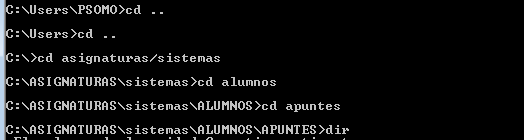 C:\Users\PSOMO>cd ..
C:\Users>cd ..
C:\>cd asignaturas/sistemas
C:\ASIGNATURAS\sistemas>cd alumnos
C:\ASIGNATURAS\sistemas\ALUMNOS>cd apuntes
C:\ASIGNATURAS\sistemas\ALUMNOS\APUNTES>dir